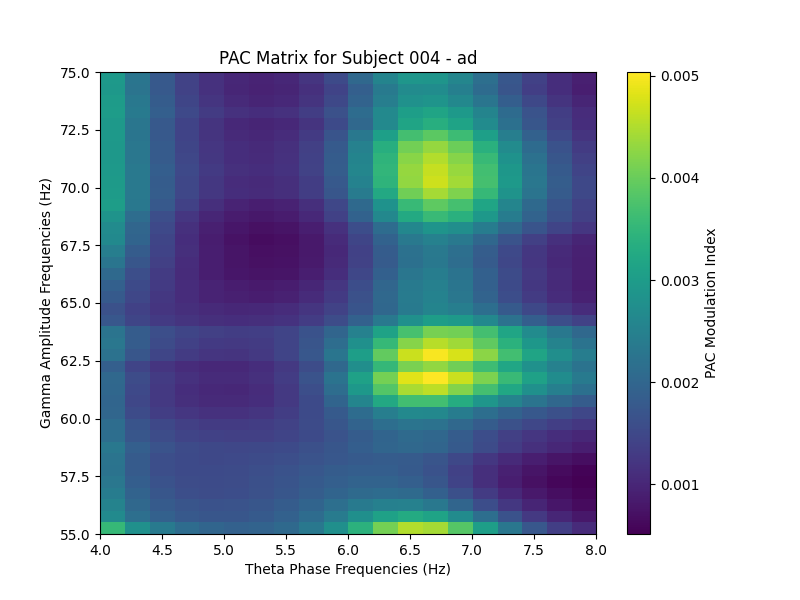 PAC Matrix for Subject 004 - ad
75.0
72.5
70.0
67.5
65.0
62.5
60.0
57.5
55.0
Gamma Amplitude Frequencies (Hz)
4.0 4.5 5.0 5.5 6.0 6.5 7.0 7.5 8.0
Theta Phase Frequencies (Hz)
0.005
0.004
0.003
0.002
0.001
PAC Modulation Index